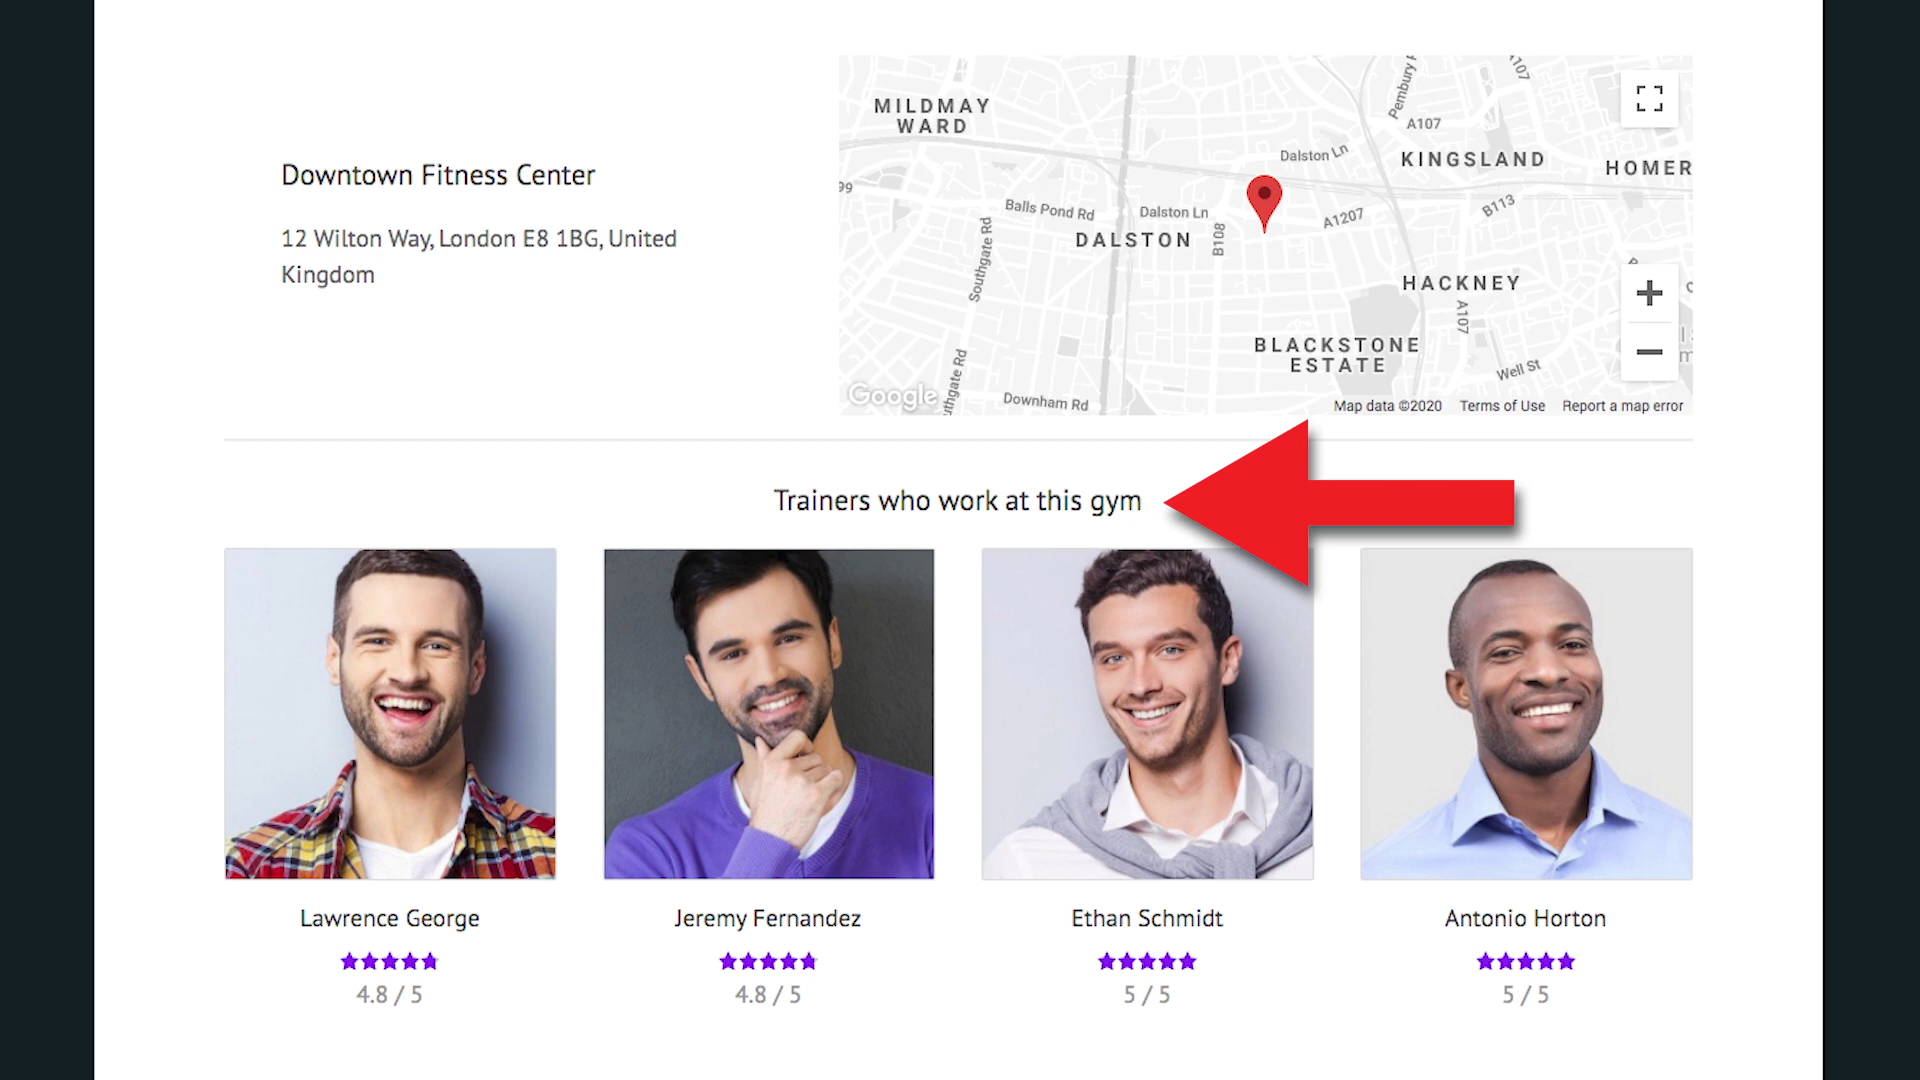 MILDMAY
WARD
Pembury
A107
A107
Dalston Ln
KINGSLAND
HOMER
99
Balls Pond Rd
Dalston Ln
A1207
B113
DALSTON
B108
Southgate Rd
HACKNEY
A107
BLACKSTONE
ESTATE
Well St
Google
Downham Rd
Map data ©2020 Terms of Use Report a map error
Downtown Fitness Center
12 Wilton Way, London E8 1BG, United
Kingdom
Trainers who work at this gym
Lawrence George
4.8 / 5
Jeremy Fernandez
4.8 / 5
Ethan Schmidt
5 / 5
Antonio Horton
5 / 5